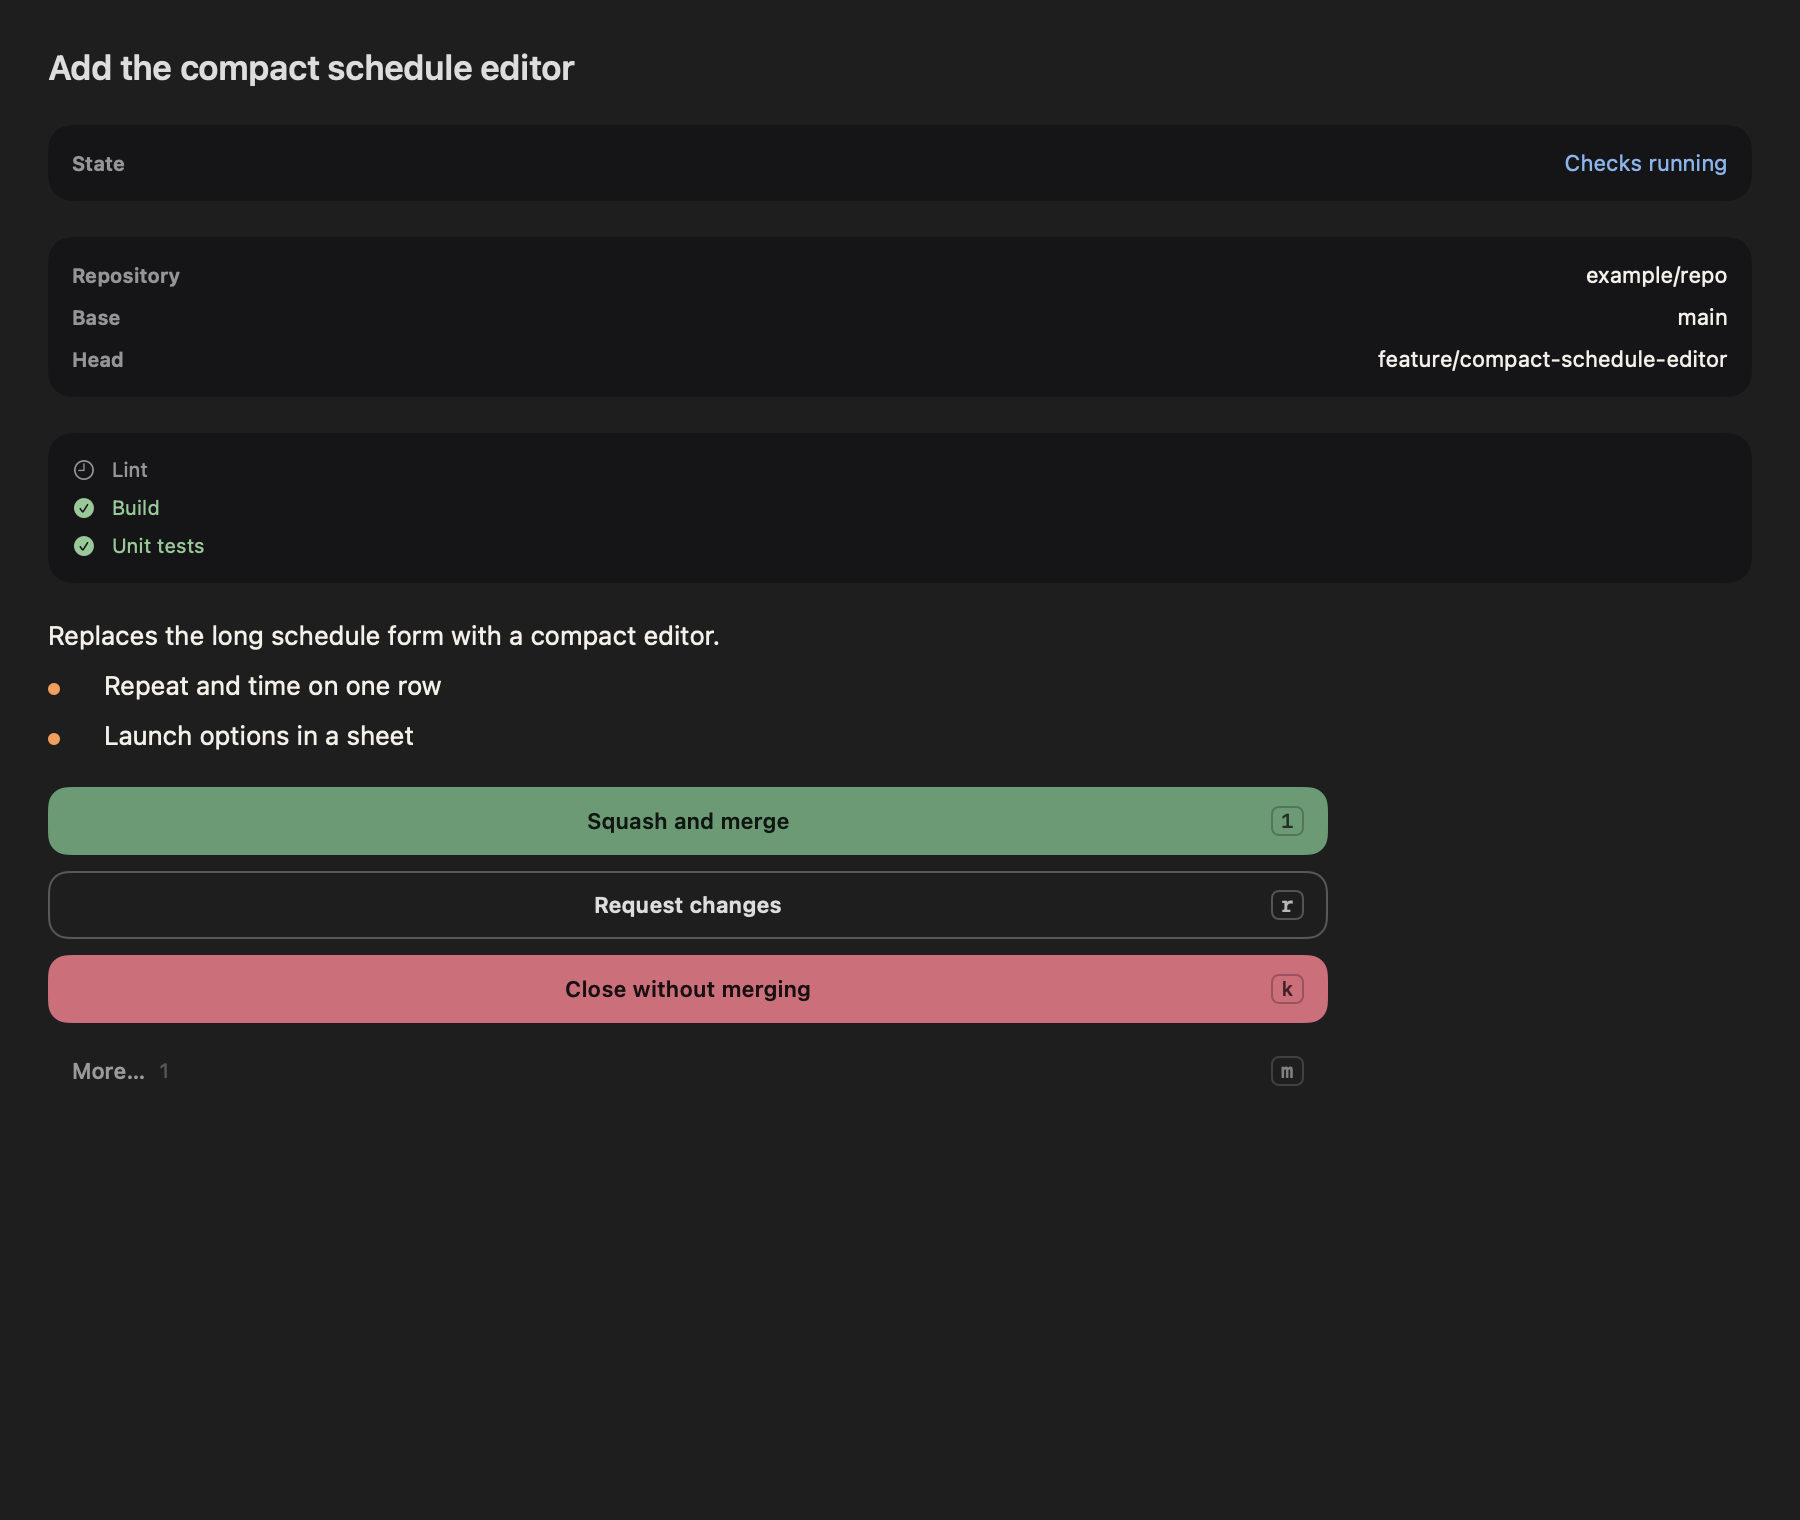 Add the compact schedule editor
State Checks running
Repository example/repo
Base main
Head feature/compact-schedule-editor
Lint
Build
Unit tests
Replaces the long schedule form with a compact editor.
Repeat and time on one row
Launch options in a sheet
Squash and merge 1
Request changes r
Close without merging k
More... 1 m